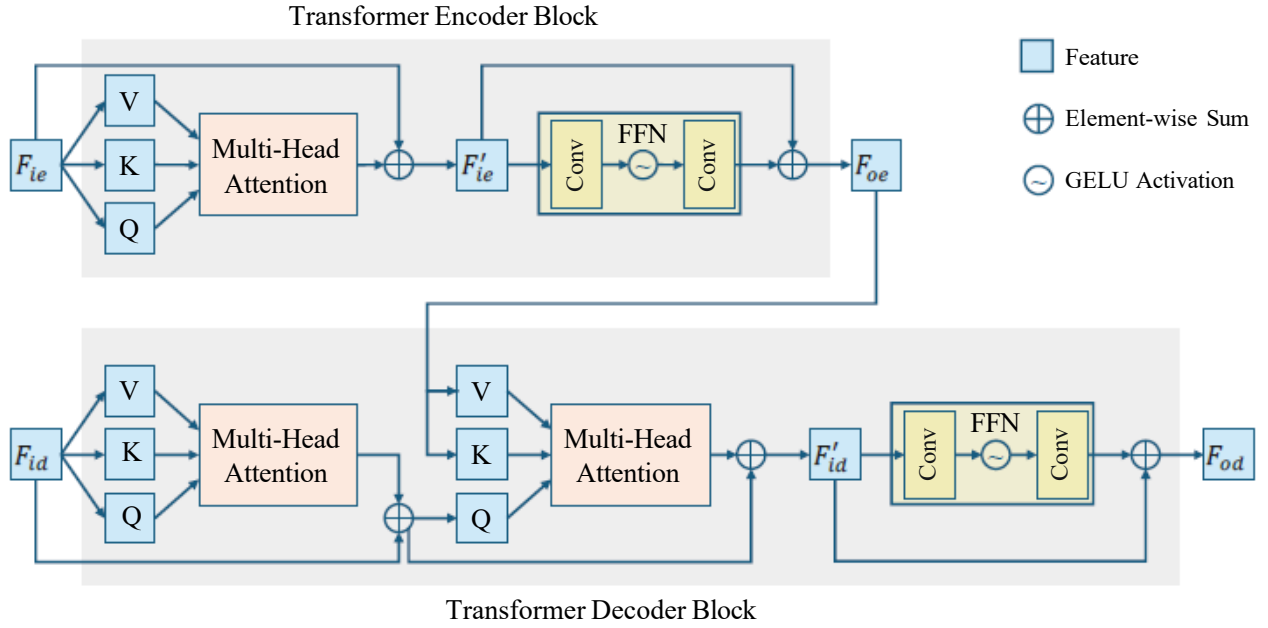 Transformer Encoder Block
V
K
Q
F_ie
Multi-Head
Attention
F'_ie
Conv
FFN
~
Conv
F_oe
Feature
Element-wise Sum
~
GELU Activation
V
K
Q
F_id
Multi-Head
Attention
V
K
Q
Multi-Head
Attention
F'_id
Conv
FFN
~
Conv
F_od
Transformer Decoder Block